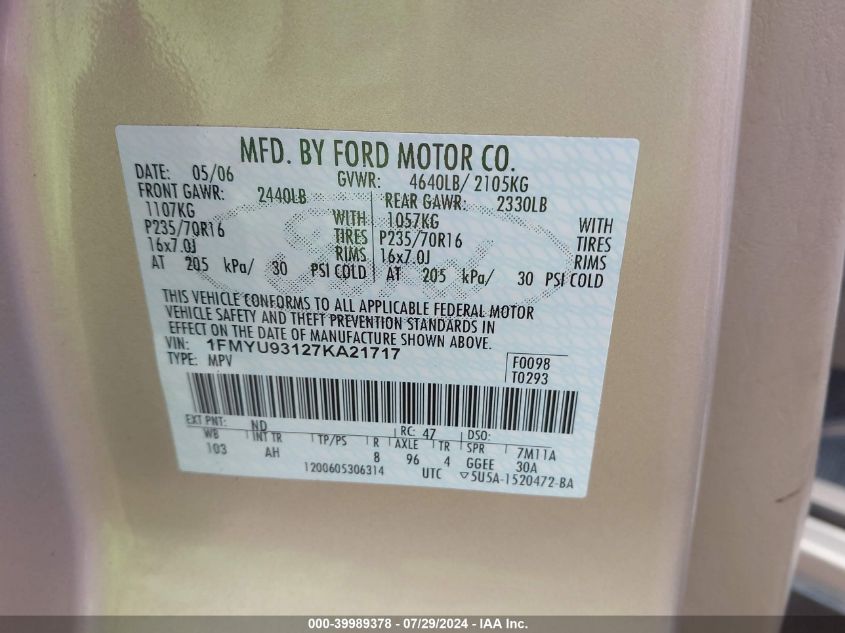 MFD. BY FORD MOTOR CO.
DATE: 05/06 GVWR: 4640LB/ 2105KG
FRONT GAWR: 2440LB REAR GAWR: 2330LB
1107KG WITH 1057KG WITH
P235/70R16 TIRES P235/70R16 TIRES
16x7.0J RIMS 16x7.0J RIMS
AT 205 kPa/ 30 PSI COLD AT 205 kPa/ 30 PSI COLD
THIS VEHICLE CONFORMS TO ALL APPLICABLE FEDERAL MOTOR
VEHICLE SAFETY AND THEFT PREVENTION STANDARDS IN
EFFECT ON THE DATE OF MANUFACTURE SHOWN ABOVE.
VIN: 1FMYU93127KA21717 F0098
TYPE: MPV T0293
EXT PNT: ND RC: 47 DSO:
WB INT TR TP/PS R AXLE TR SPR 7M11A
103 AH 8 96 4 GGEE 30A
1200605306314 UTC ▽5U5A-1520472-BA
000-39989378 - 07/29/2024 - IAA Inc.